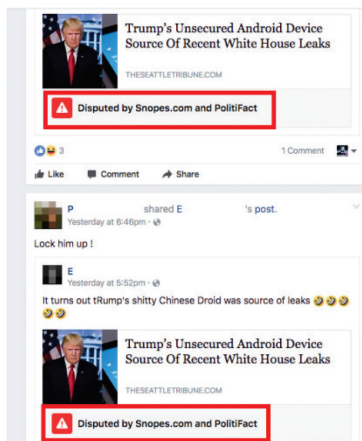 Trump's Unsecured Android Device
Source Of Recent White House Leaks
THESEATTLETRIBUNE.COM
Disputed by Snopes.com and PolitiFact
3
1 Comment
Like Comment Share
P shared E 's post.
Yesterday at 6:46pm ·
Lock him up !
E
Yesterday at 5:52pm ·
It turns out tRump's shitty Chinese Droid was source of leaks 🤣🤣🤣
🤣🤣
Trump's Unsecured Android Device
Source Of Recent White House Leaks
THESEATTLETRIBUNE.COM
Disputed by Snopes.com and PolitiFact